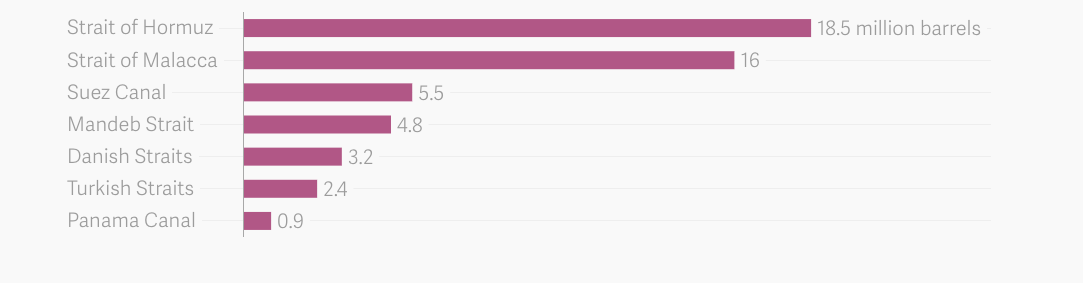 Strait of Hormuz 18.5 million barrels
Strait of Malacca 16
Suez Canal 5.5
Mandeb Strait 4.8
Danish Straits 3.2
Turkish Straits 2.4
Panama Canal 0.9